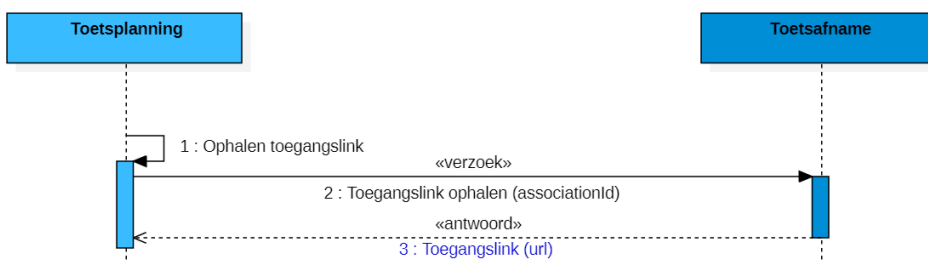 Toetsplanning
Toetsafname
1 : Ophalen toegangslink
«verzoek»
2 : Toegangslink ophalen (associationId)
«antwoord»
3 : Toegangslink (url)